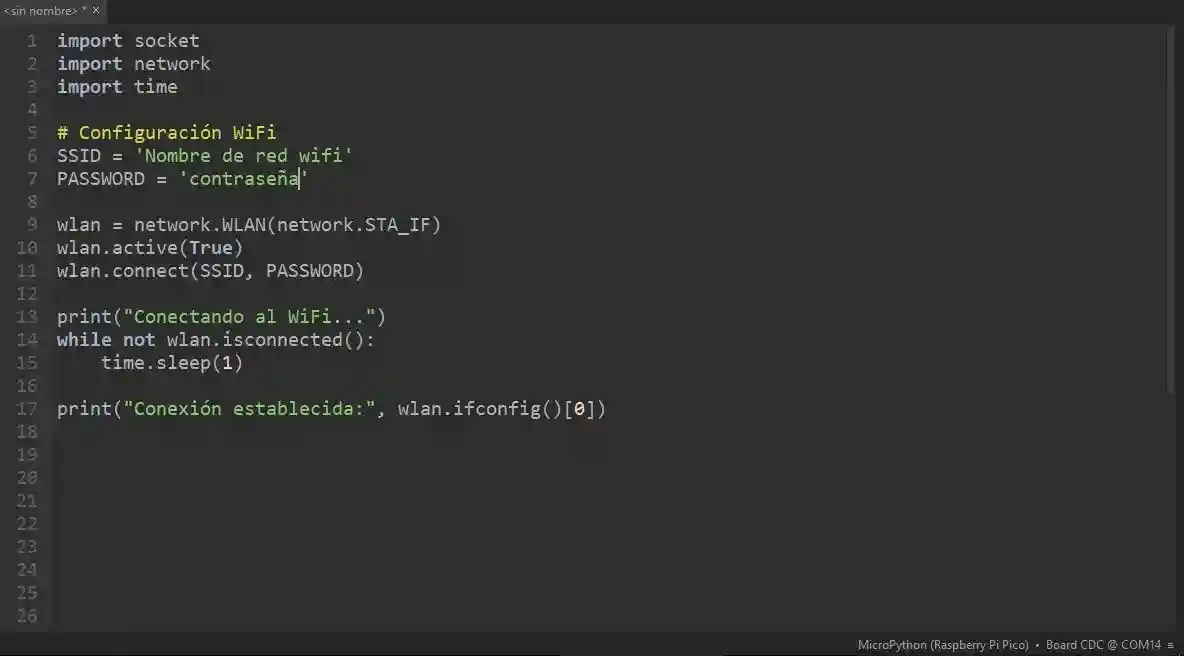 <sin nombre> * ×
1 import socket
2 import network
3 import time
4
5 # Configuración WiFi
6 SSID = 'Nombre de red wifi'
7 PASSWORD = 'contraseña'
8
9 wlan = network.WLAN(network.STA_IF)
10 wlan.active(True)
11 wlan.connect(SSID, PASSWORD)
12
13 print("Conectando al WiFi...")
14 while not wlan.isconnected():
15     time.sleep(1)
16
17 print("Conexión establecida:", wlan.ifconfig()[0])
18
19
20
21
22
23
24
25
26
MicroPython (Raspberry Pi Pico) • Board CDC @ COM14 ≡